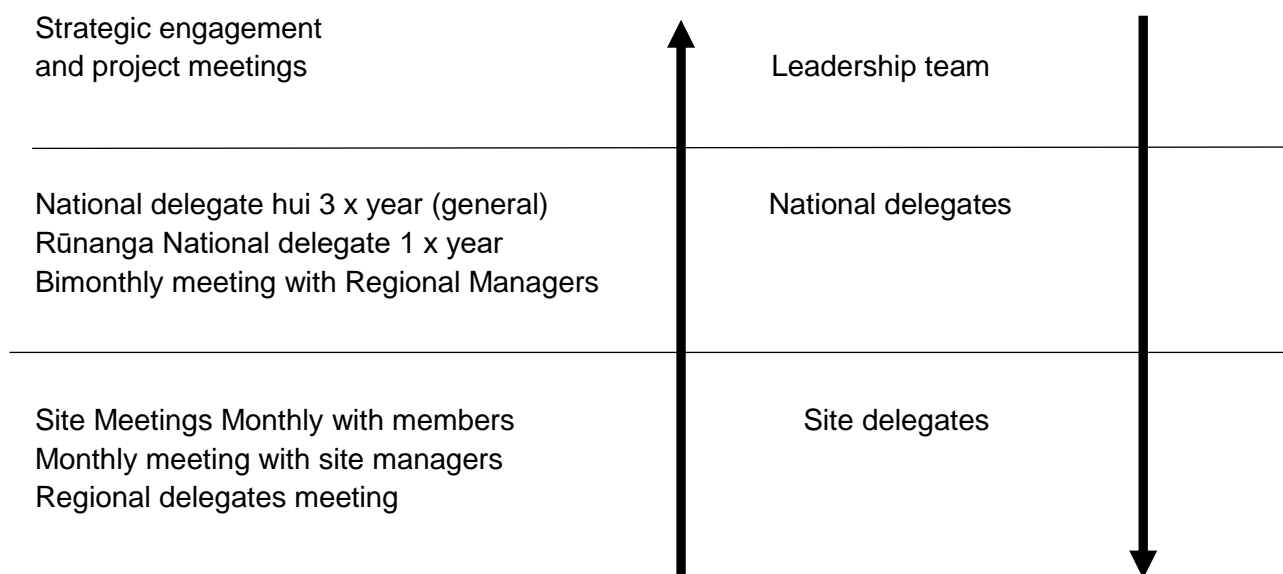 Strategic engagement
and project meetings
Leadership team
National delegate hui 3 x year (general)
Rūnanga National delegate 1 x year
Bimonthly meeting with Regional Managers
National delegates
Site Meetings Monthly with members
Monthly meeting with site managers
Regional delegates meeting
Site delegates